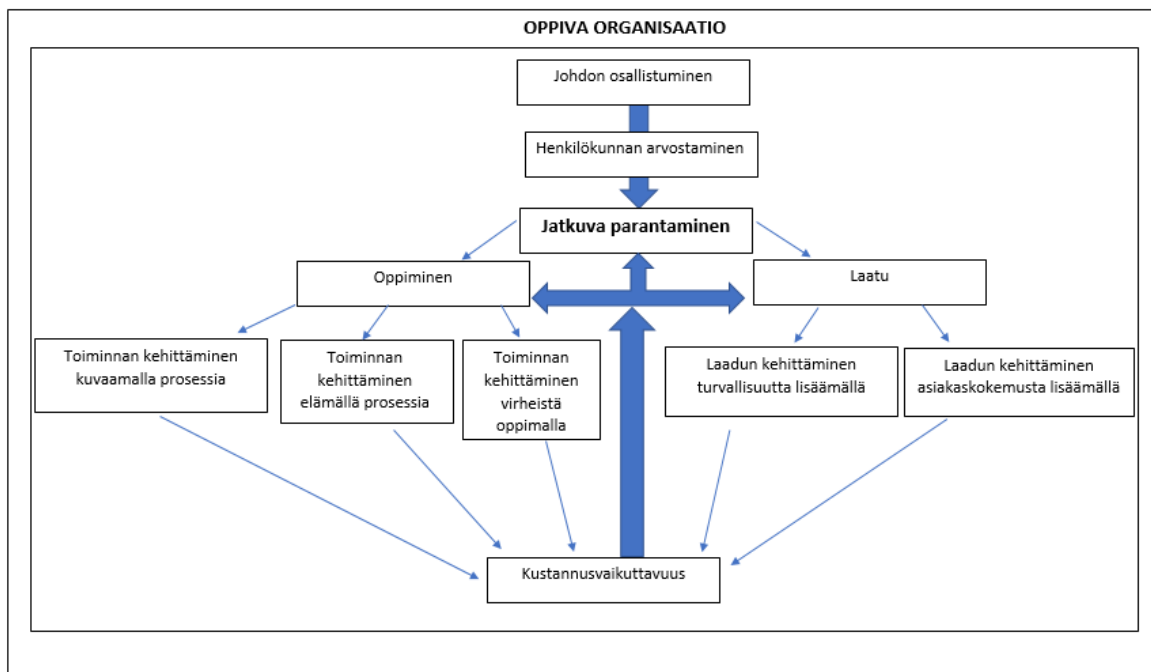 OPPIVA ORGANISAATIO
Johdon osallistuminen
Henkilökunnan arvostaminen
Jatkuva parantaminen
Oppiminen
Laatu
Toiminnan kehittäminen
kuvaamalla prosessia
Toiminnan
kehittäminen
elämällä prosessia
Toiminnan
kehittäminen
virheistä
oppimalla
Laadun kehittäminen
turvallisuutta lisäämällä
Laadun kehittäminen
asiakaskokemusta lisäämällä
Kustannusvaikuttavuus